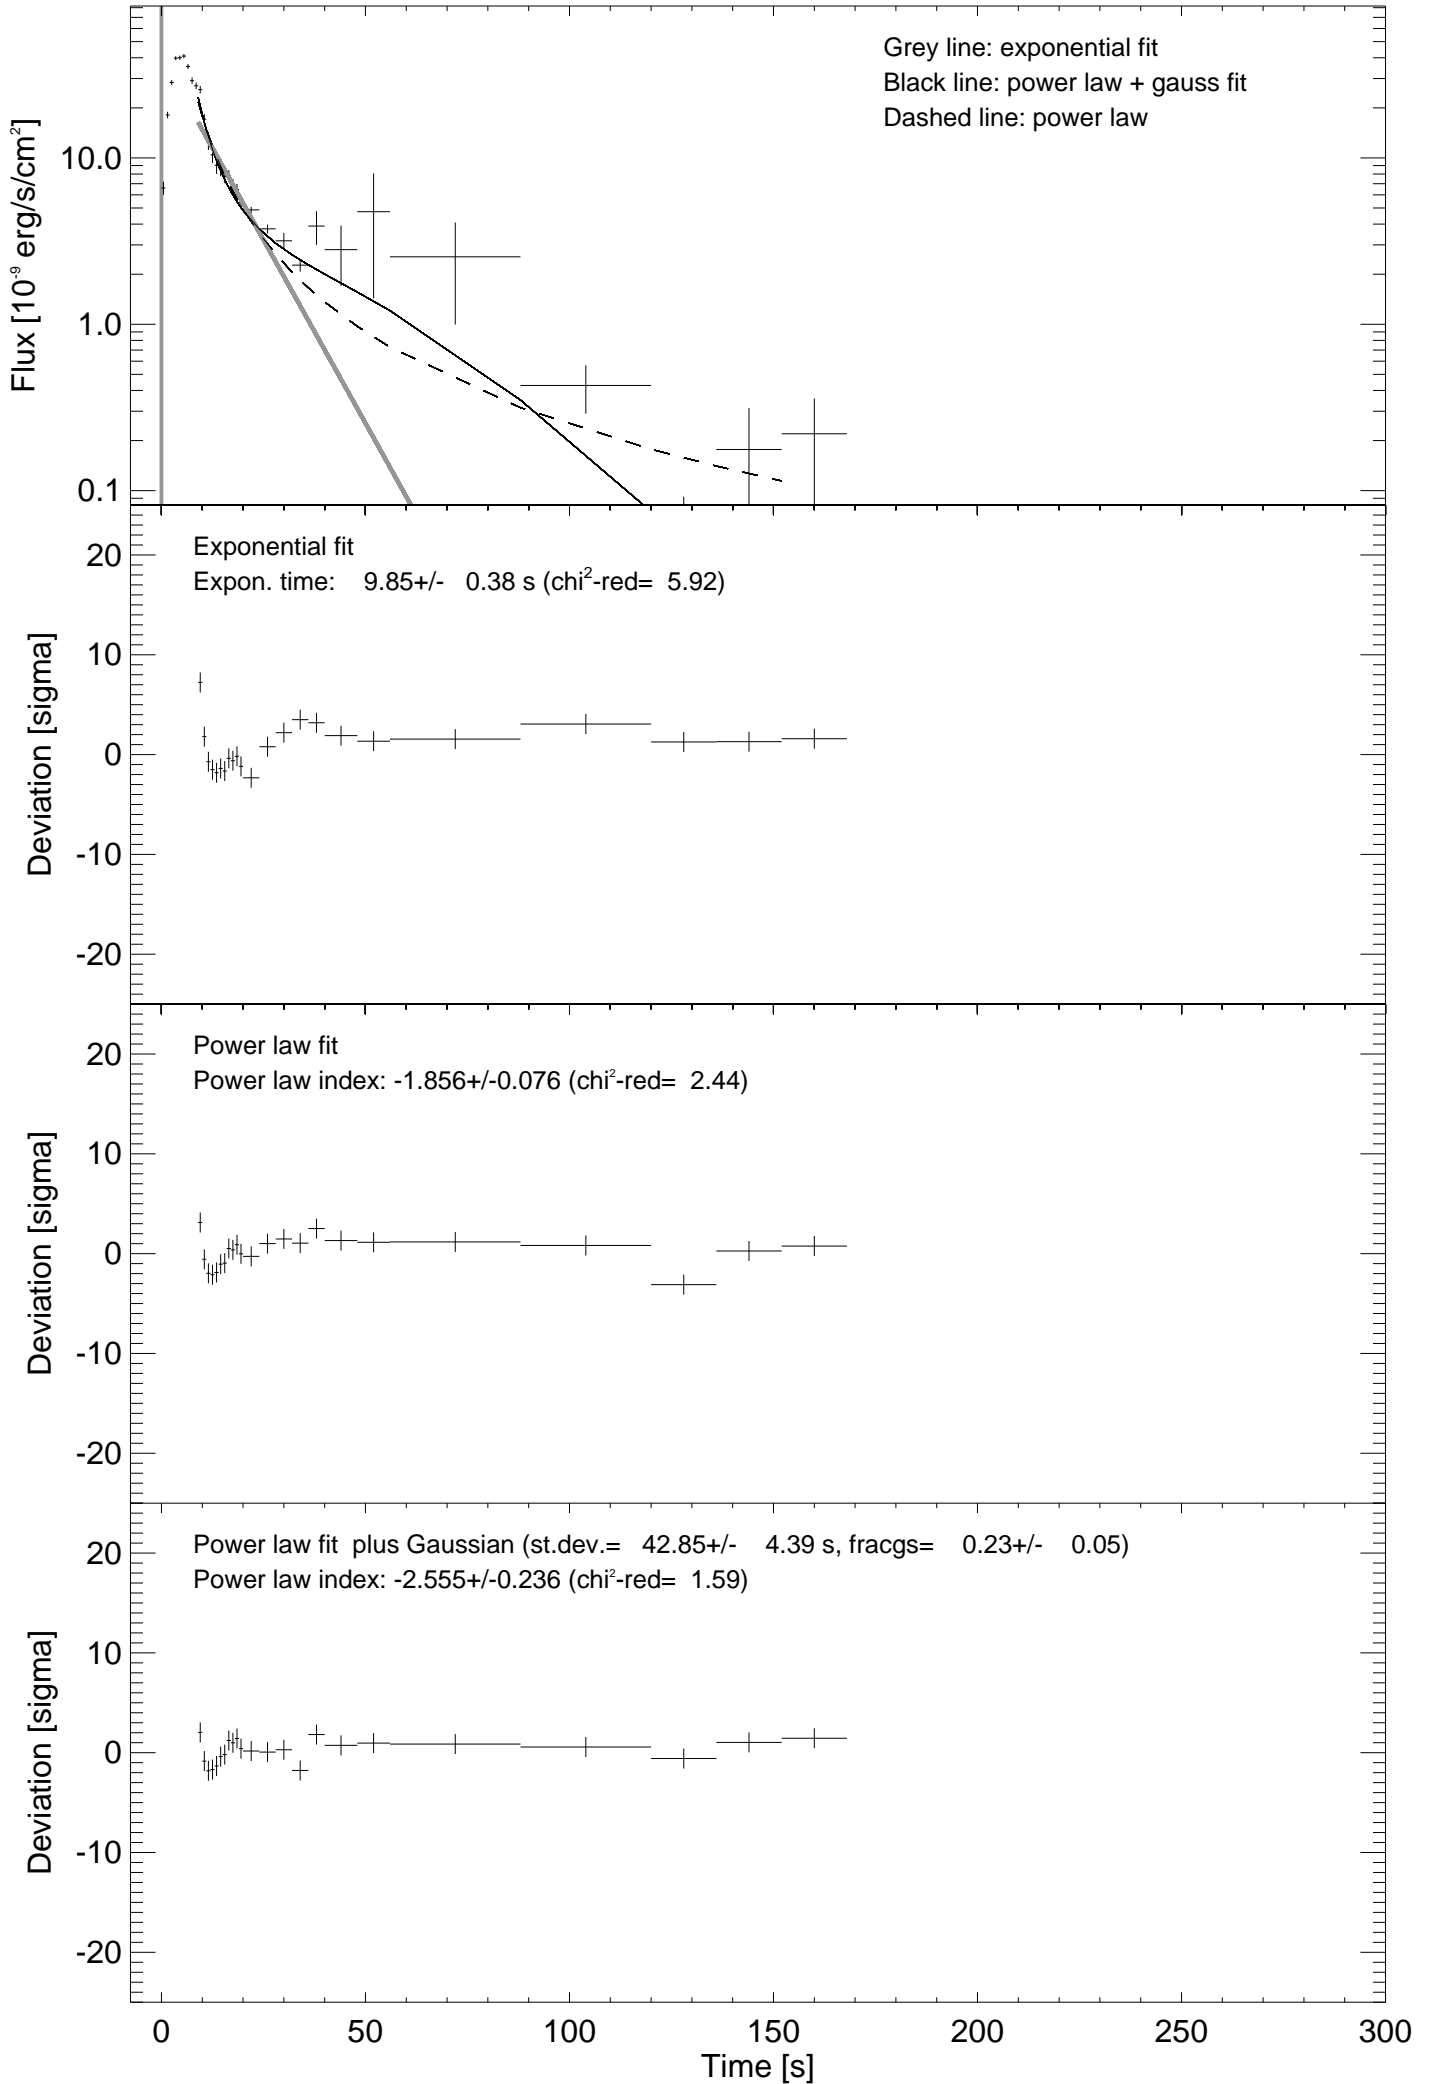 Grey line: exponential fit
Black line: power law + gauss fit
Dashed line: power law
Flux [10⁻⁹ erg/s/cm²]
10.0
1.0
0.1
Exponential fit
Expon. time:    9.85+/-   0.38 s (chi²-red=  5.92)
Deviation [sigma]
20
10
0
-10
-20
Power law fit
Power law index: -1.856+/-0.076 (chi²-red=  2.44)
Deviation [sigma]
20
10
0
-10
-20
Power law fit  plus Gaussian (st.dev.=   42.85+/-    4.39 s, fracgs=    0.23+/-    0.05)
Power law index: -2.555+/-0.236 (chi²-red=  1.59)
Deviation [sigma]
20
10
0
-10
-20
0 50 100 150 200 250 300
Time [s]